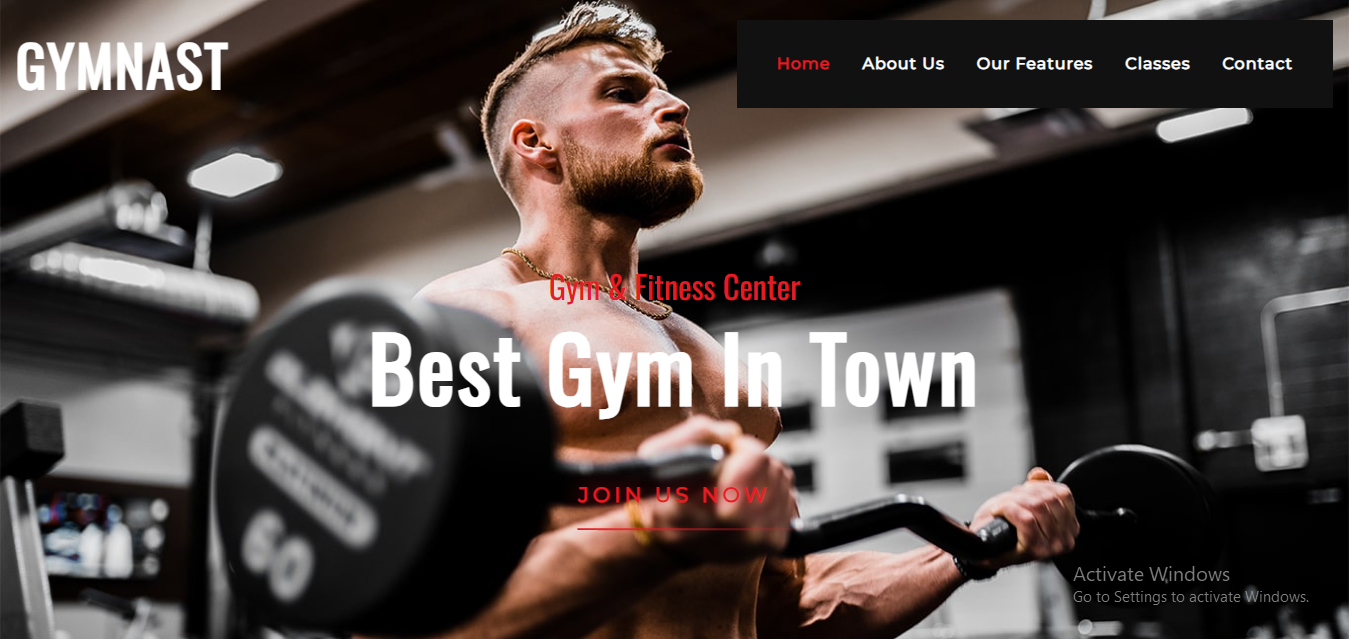 GYMNAST
Home About Us Our Features Classes Contact
Gym & Fitness Center
Best Gym In Town
JOIN US NOW
60
Activate Windows
Go to Settings to activate Windows.